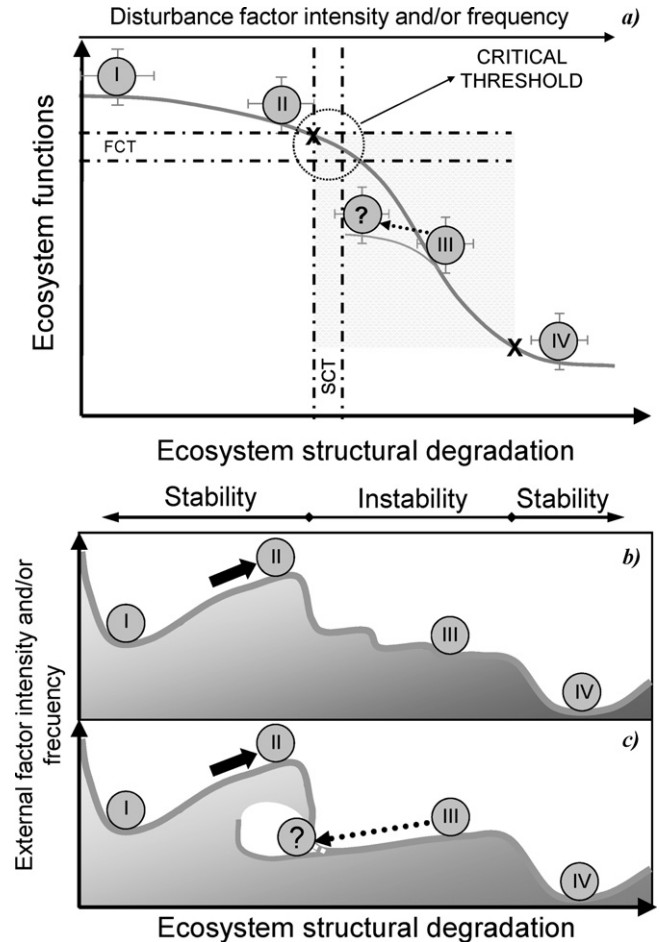 Disturbance factor intensity and/or frequency
a)
I
II
CRITICAL
THRESHOLD
X
FCT
?
III
X
IV
SCT
Ecosystem functions
Ecosystem structural degradation
Stability
Instability
Stability
b)
I
II
III
IV
c)
I
II
?
III
IV
External factor intensity and/or
frecuency
Ecosystem structural degradation